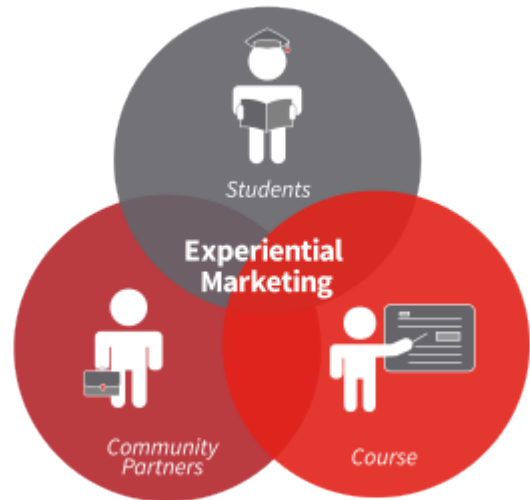 Students
Experiential
Marketing
Community
Partners
Course